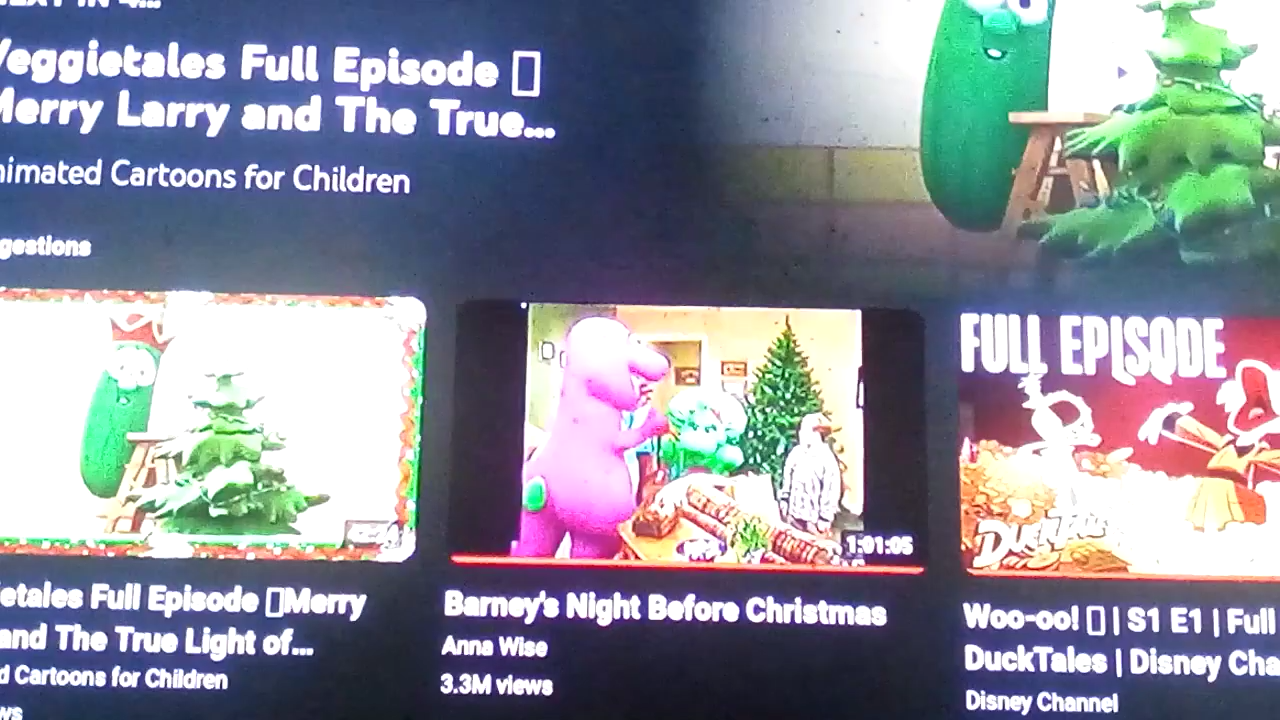 Veggietales Full Episode
Merry Larry and The True...
nimated Cartoons for Children
gestions
FULL EPISODE
DuckTales
1:01:05
etales Full Episode Merry
and The True Light of...
d Cartoons for Children
ws
Barney's Night Before Christmas
Anna Wise
3.3M views
Woo-oo! | S1 E1 | Full
DuckTales | Disney Cha
Disney Channel